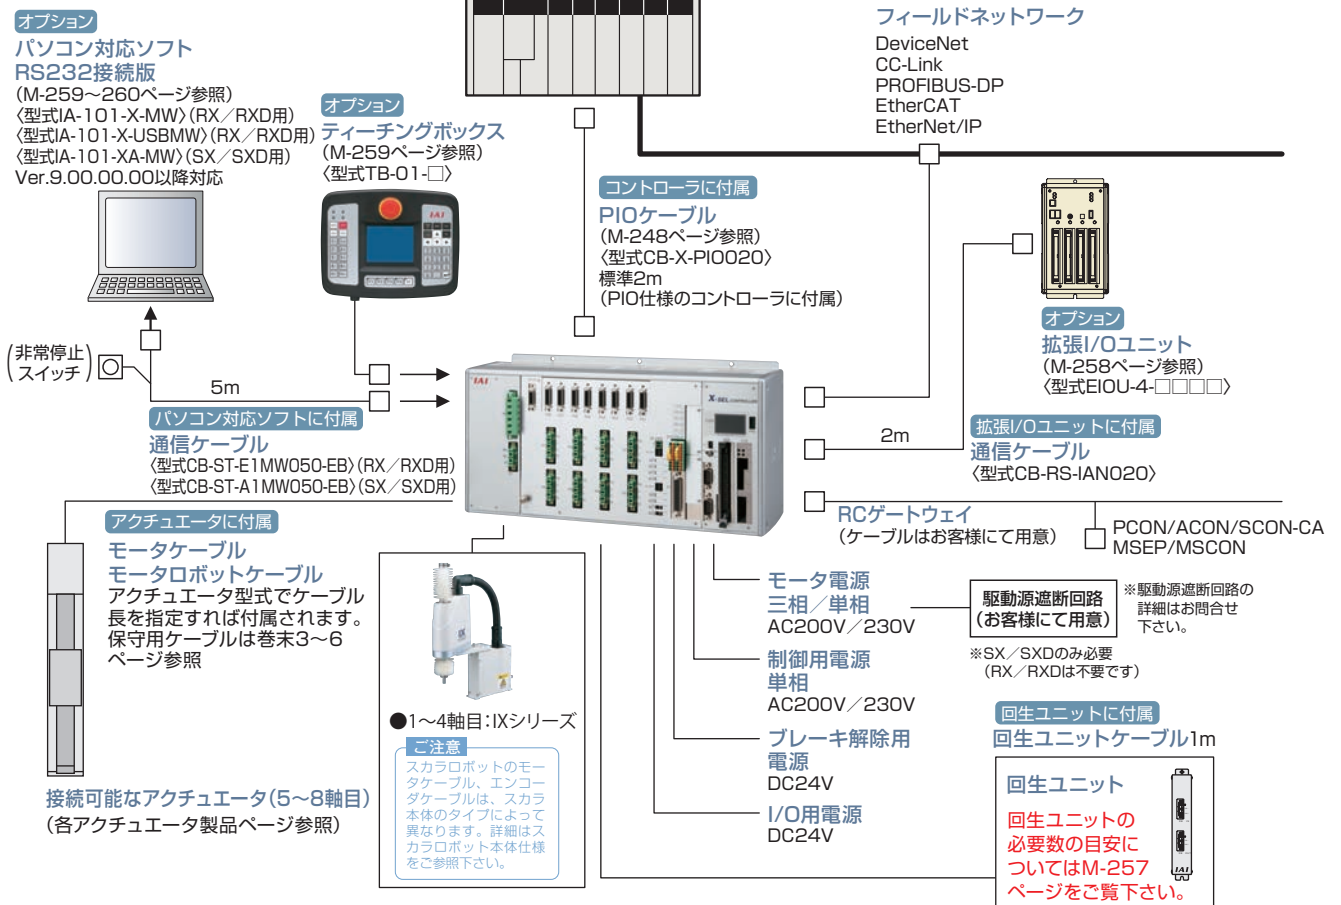 オプション
パソコン対応ソフト
RS232接続版
(M-259～260ページ参照)
〈型式IA-101-X-MW〉(RX／RXD用)
〈型式IA-101-X-USBMW〉(RX／RXD用)
〈型式IA-101-XA-MW〉(SX／SXD用)
Ver.9.00.00.00以降対応
オプション
ティーチングボックス
(M-259ページ参照)
〈型式TB-01-□〉
フィールドネットワーク
DeviceNet
CC-Link
PROFIBUS-DP
EtherCAT
EtherNet/IP
コントローラに付属
PIOケーブル
(M-248ページ参照)
〈型式CB-X-PIO020〉
標準2m
(PIO仕様のコントローラに付属)
オプション
拡張I/Oユニット
(M-258ページ参照)
〈型式EIOU-4-□□□□〉
(非常停止
スイッチ)
5m
パソコン対応ソフトに付属
通信ケーブル
〈型式CB-ST-E1MW050-EB〉(RX／RXD用)
〈型式CB-ST-A1MW050-EB〉(SX／SXD用)
IAI
IAI
X-SEL CONTROLLER
2m
拡張I/Oユニットに付属
通信ケーブル
〈型式CB-RS-IAN020〉
RCゲートウェイ
(ケーブルはお客様にて用意)
PCON/ACON/SCON-CA
MSEP/MSCON
アクチュエータに付属
モータケーブル
モータロボットケーブル
アクチュエータ型式でケーブル
長を指定すれば付属されます。
保守用ケーブルは巻末3～6
ページ参照
接続可能なアクチュエータ(5～8軸目)
(各アクチュエータ製品ページ参照)
●1～4軸目：IXシリーズ
ご注意
スカラロボットのモー
タケーブル、エンコー
ダケーブルは、スカラ
本体のタイプによって
異なります。詳細はス
カラロボット本体仕様
をご参照下さい。
モータ電源
三相／単相
AC200V／230V
制御用電源
単相
AC200V／230V
ブレーキ解除用
電源
DC24V
I/O用電源
DC24V
駆動源遮断回路
(お客様にて用意)
※駆動源遮断回路の
詳細はお問合せ
下さい。
※SX／SXDのみ必要
(RX／RXDは不要です)
回生ユニットに付属
回生ユニットケーブル1m
回生ユニット
回生ユニットの
必要数の目安に
ついてはM-257
ページをご覧下さい。
IAI